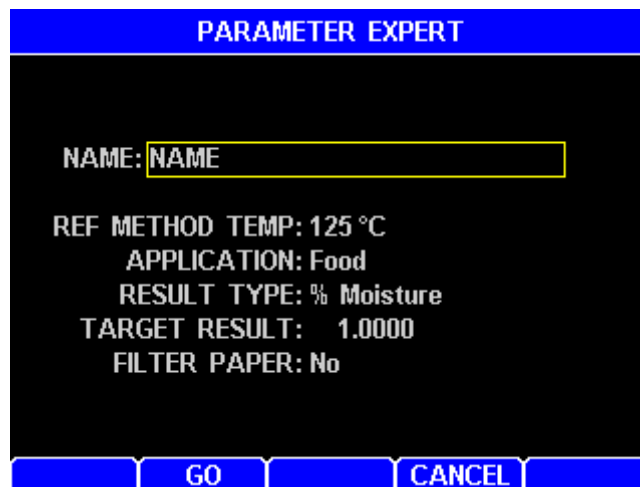 PARAMETER EXPERT
NAME: NAME
REF METHOD TEMP: 125 °C
APPLICATION: Food
RESULT TYPE: % Moisture
TARGET RESULT: 1.0000
FILTER PAPER: No
GO CANCEL